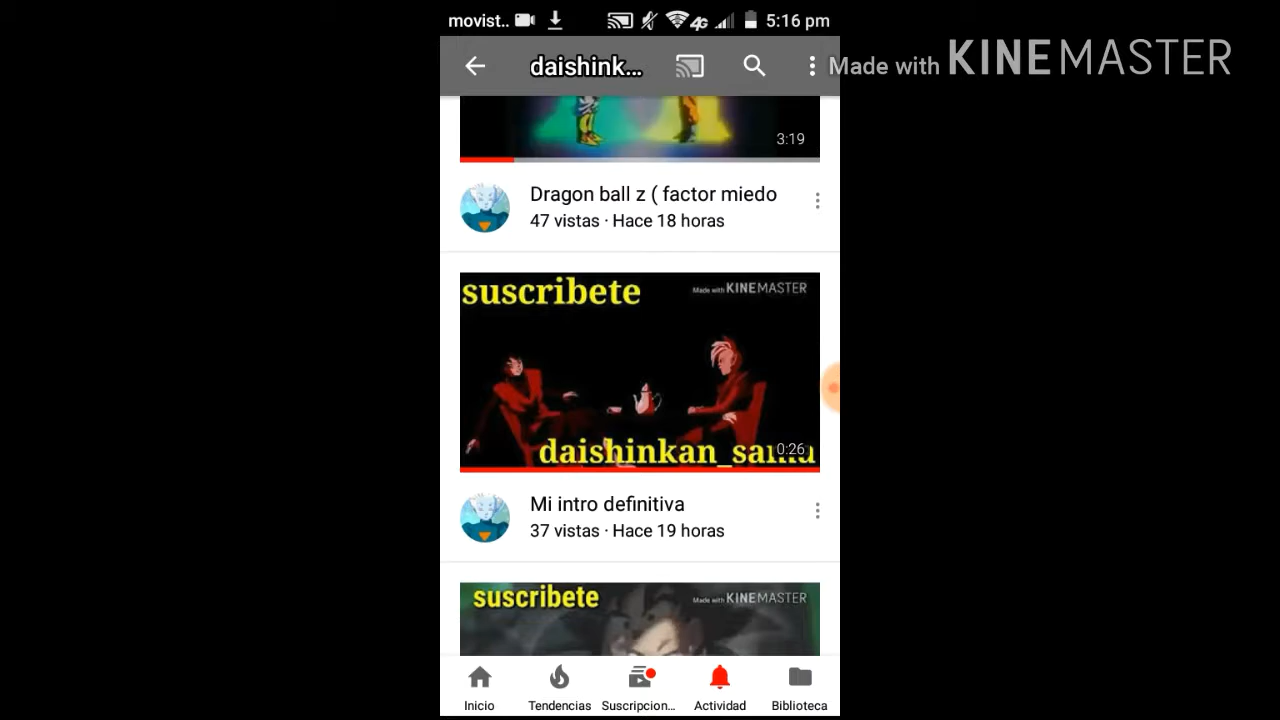 movist.. 4G 5:16 pm
daishink...
Made with KINEMASTER
3:19
Dragon ball z ( factor miedo
47 vistas · Hace 18 horas
suscribete
Made with KINEMASTER
daishinkan_sama
0:26
Mi intro definitiva
37 vistas · Hace 19 horas
suscribete
Made with KINEMASTER
Inicio Tendencias Suscripcion... Actividad Biblioteca